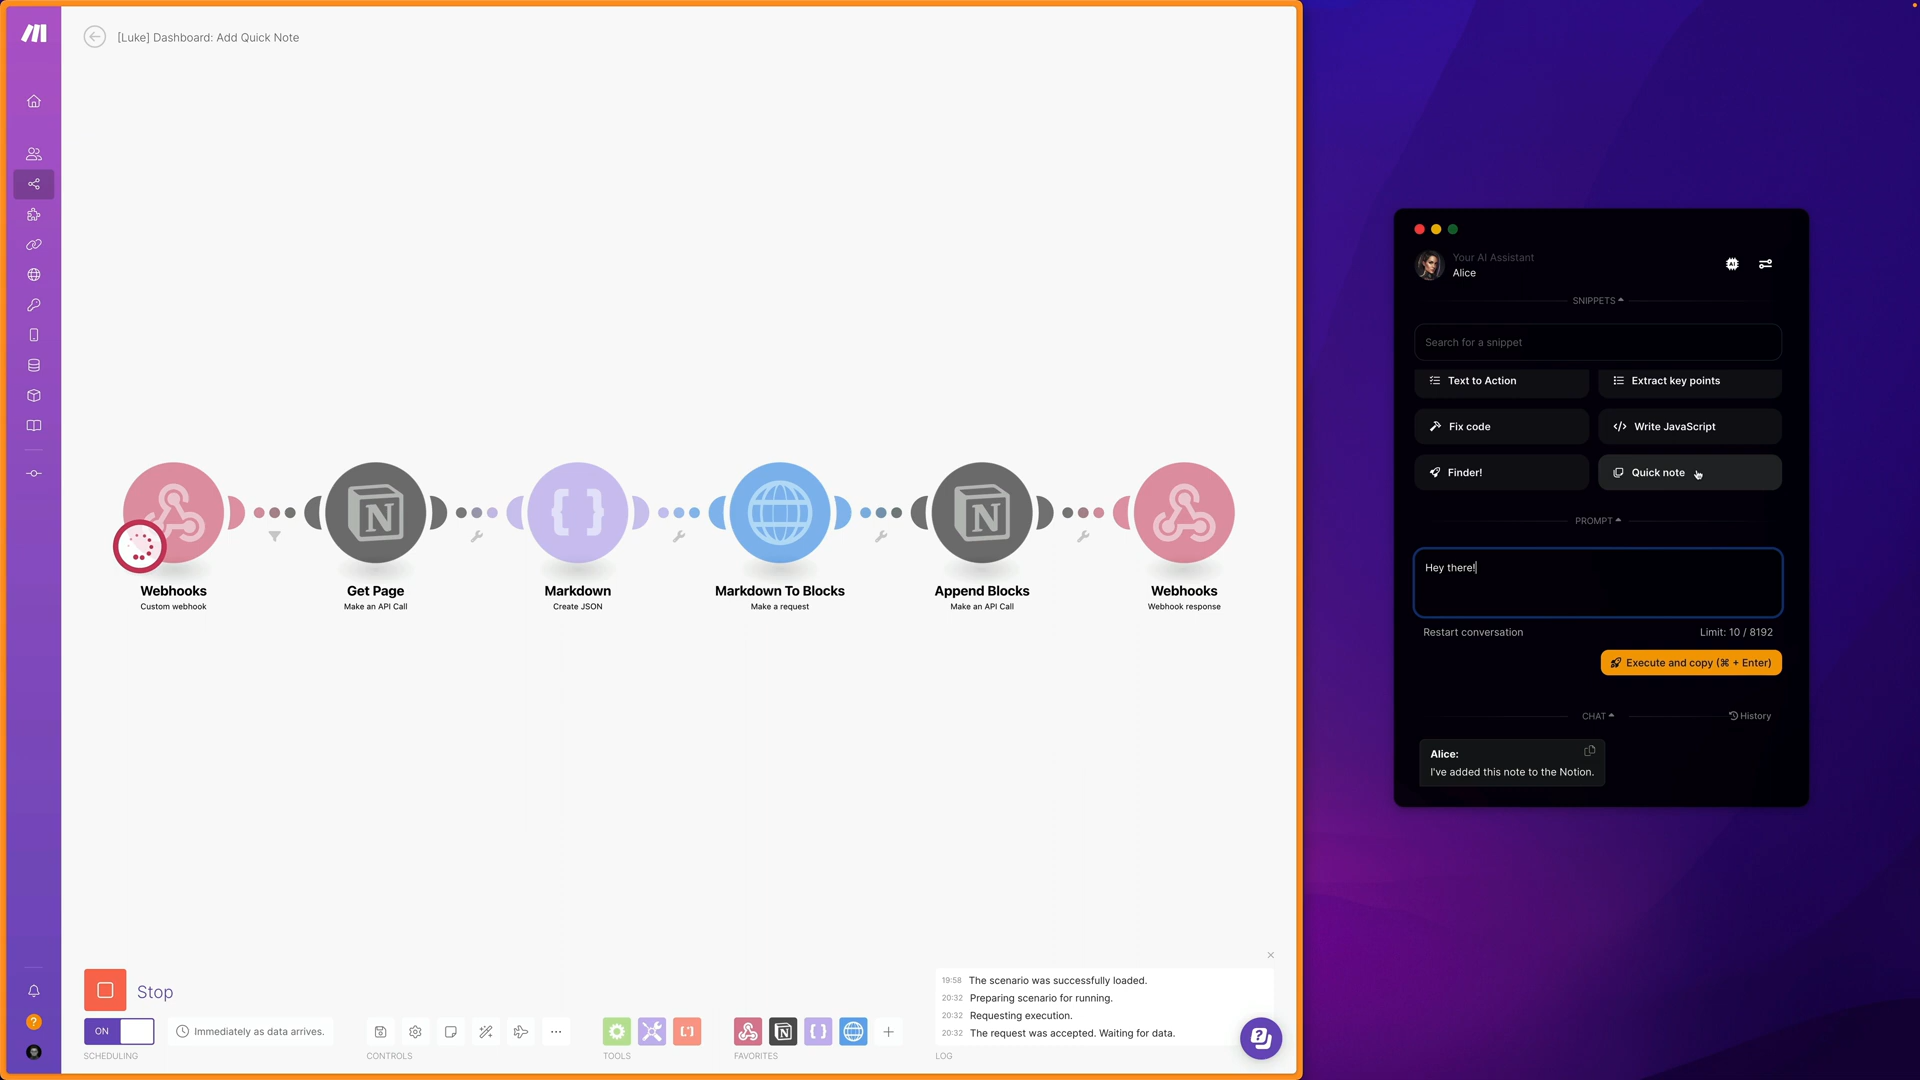 [Luke] Dashboard: Add Quick Note
Webhooks
Custom webhook
Get Page
Make an API Call
Markdown
Create JSON
Markdown To Blocks
Make a request
Append Blocks
Make an API Call
Webhooks
Webhook response
Stop
ON
Immediately as data arrives.
SCHEDULING
CONTROLS
TOOLS
FAVORITES
19:58 The scenario was successfully loaded.
20:32 Preparing scenario for running.
20:32 Requesting execution.
20:32 The request was accepted. Waiting for data.
LOG
Your AI Assistant
Alice
SNIPPETS
Search for a snippet
Text to Action
Extract key points
Fix code
Write JavaScript
Finder!
Quick note
PROMPT
Hey there!
Restart conversation
Limit: 10 / 8192
Execute and copy (⌘ + Enter)
CHAT
History
Alice:
I've added this note to the Notion.